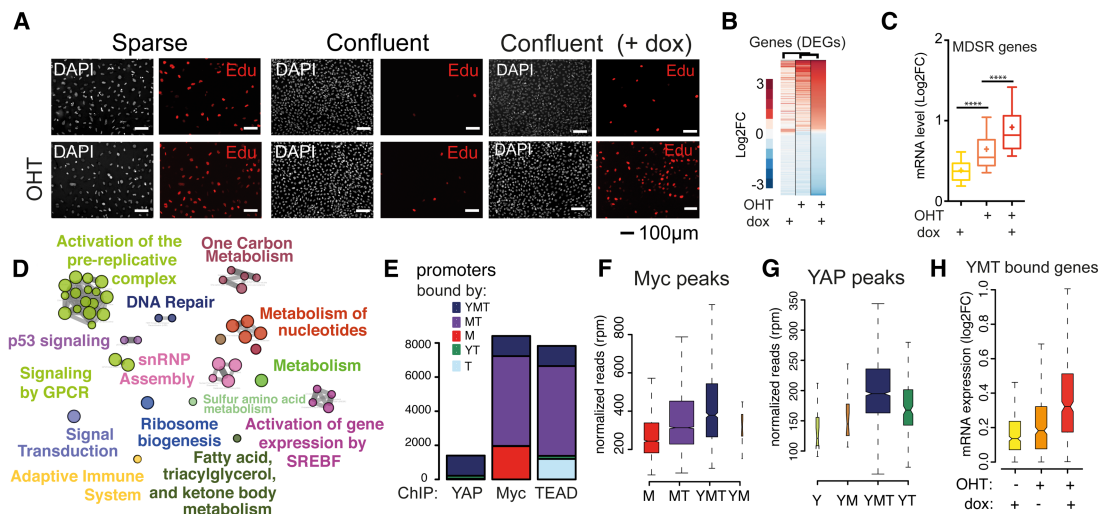 A
Sparse
Confluent
Confluent (+ dox)
DAPI
Edu
DAPI
Edu
DAPI
Edu
OHT
DAPI
Edu
DAPI
Edu
DAPI
Edu
100µm
B
Genes (DEGs)
3
0
-3
Log2FC
OHT + +
dox + +
C
MDSR genes
mRNA level (Log2FC)
2
1
0
****
****
OHT + +
dox + +
D
Activation of the
pre-replicative
complex
One Carbon
Metabolism
DNA Repair
Metabolism of
nucleotides
p53 signaling
snRNP
Assembly
Metabolism
Signaling
by GPCR
Sulfur amino acid
metabolism
Signal
Transduction
Ribosome
biogenesis
Activation of gene
expression by
SREBF
Adaptive Immune
System
Fatty acid,
triacylglycerol,
and ketone body
metabolism
E
promoters
bound by:
YMT
MT
M
YT
T
8000
6000
4000
2000
0
ChIP: YAP Myc TEAD
F
Myc peaks
normalized reads (rpm)
800
600
400
200
M MT YMT YM
G
YAP peaks
normalized reads (rpm)
350
300
250
200
150
100
Y YM YMT YT
H
YMT bound genes
mRNA expression (log2FC)
1.0
0.8
0.6
0.4
0.2
0.0
OHT: - + +
dox: + - +